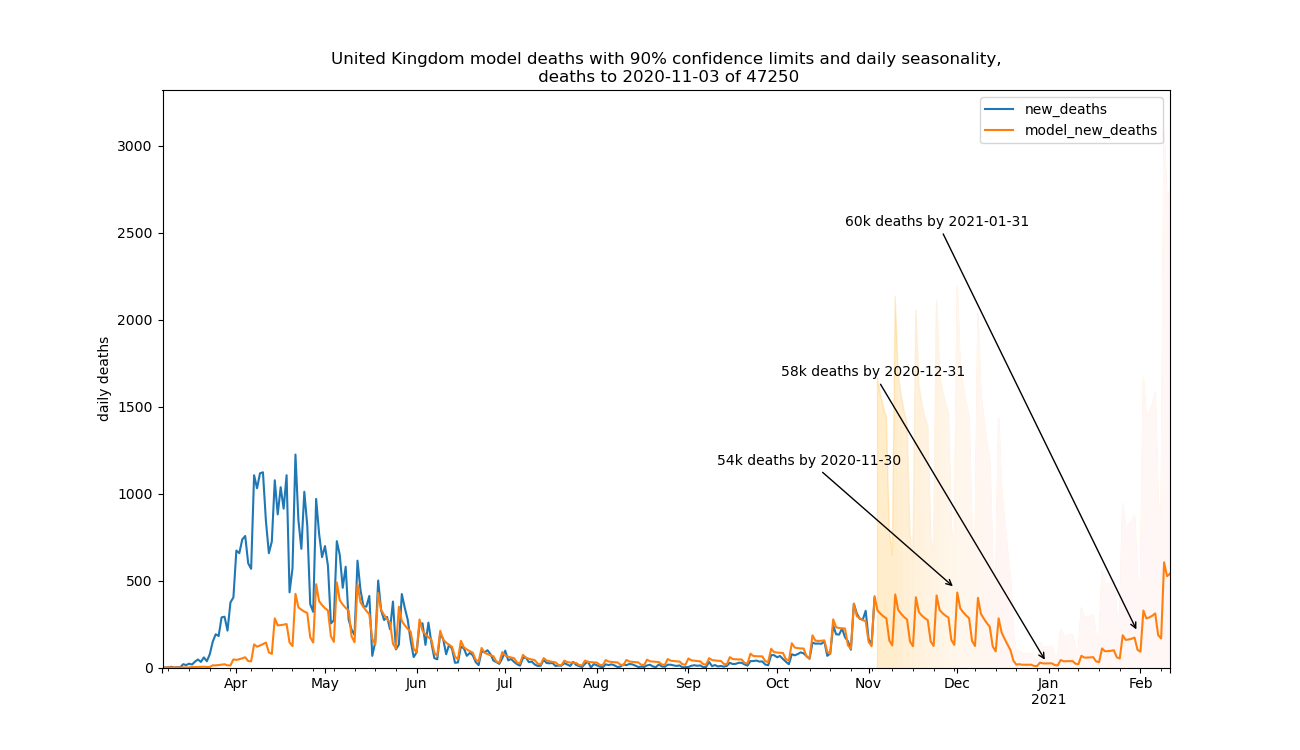 United Kingdom model deaths with 90% confidence limits and daily seasonality,
deaths to 2020-11-03 of 47250
new_deaths
model_new_deaths
3000
2500
2000
1500
1000
500
0
daily deaths
60k deaths by 2021-01-31
58k deaths by 2020-12-31
54k deaths by 2020-11-30
Apr May Jun Jul Aug Sep Oct Nov Dec Jan Feb
2021